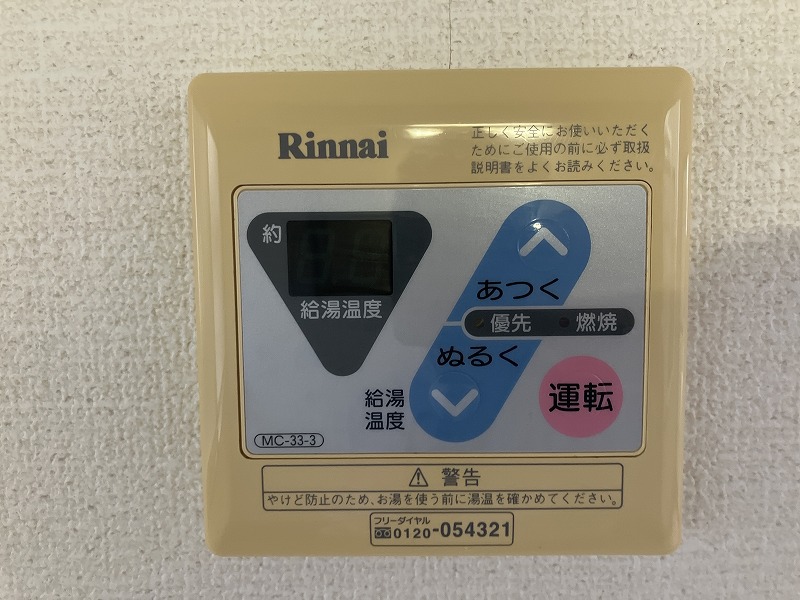 Rinnai
正しく安全にお使いいただく
ためにご使用の前に必ず取扱
説明書をよくお読みください。
約
給湯温度
あつく
優先 燃焼
ぬるく
給湯
温度
運転
MC-33-3
⚠ 警告
やけど防止のため、お湯を使う前に湯温を確かめてください。
フリーダイヤル
0120-054321